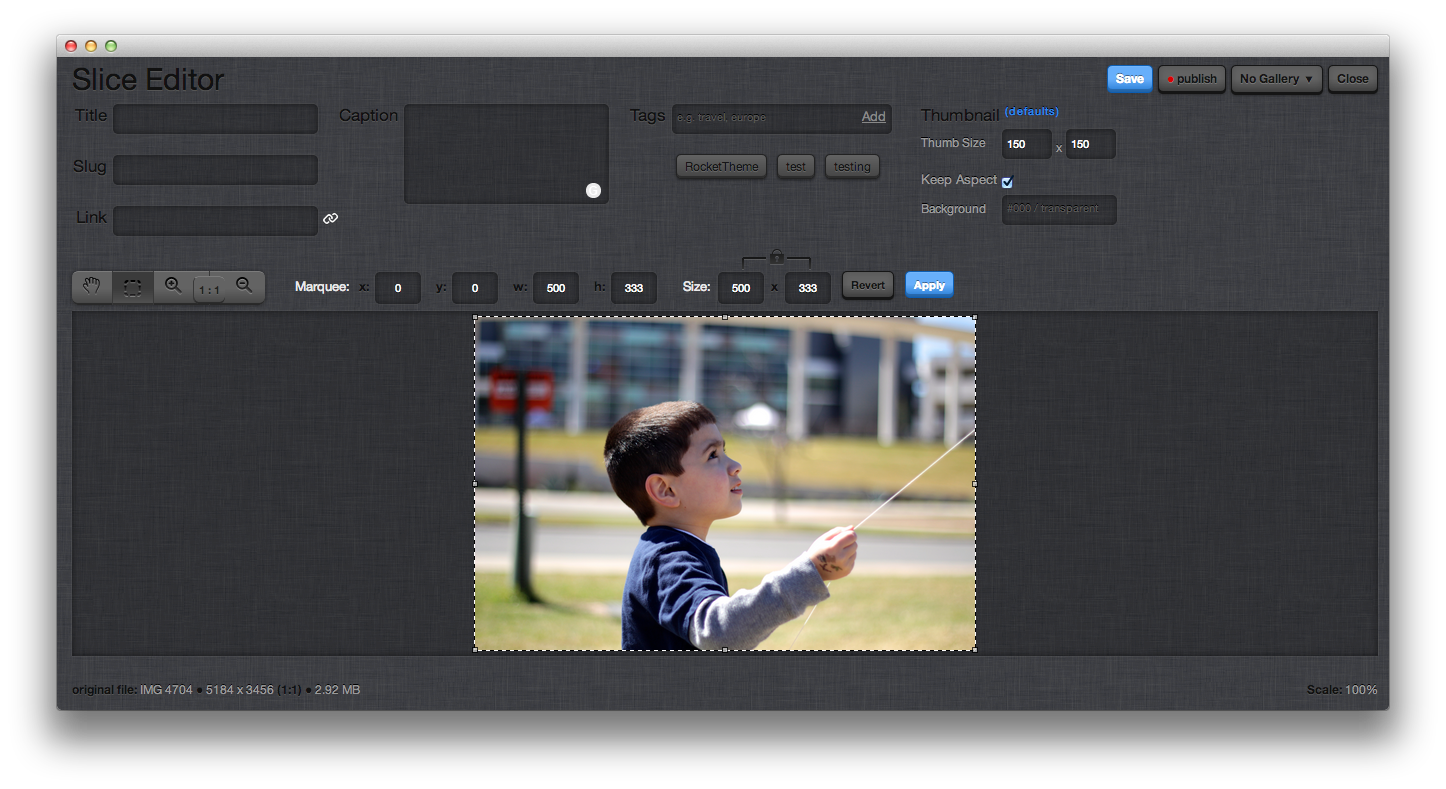 Slice Editor
Save
publish
No Gallery ▼
Close
Title
Caption
Tags
e.g. travel, europe
Add
Thumbnail (defaults)
Thumb Size 150 x 150
Slug
RocketTheme
test
testing
Keep Aspect
Link
Background #000 / transparent
1 : 1
Marquee: x: 0 y: 0 w: 500 h: 333 Size: 500 x 333 Revert Apply
original file: IMG 4704 ● 5184 x 3456 (1:1) ● 2.92 MB
Scale: 100%